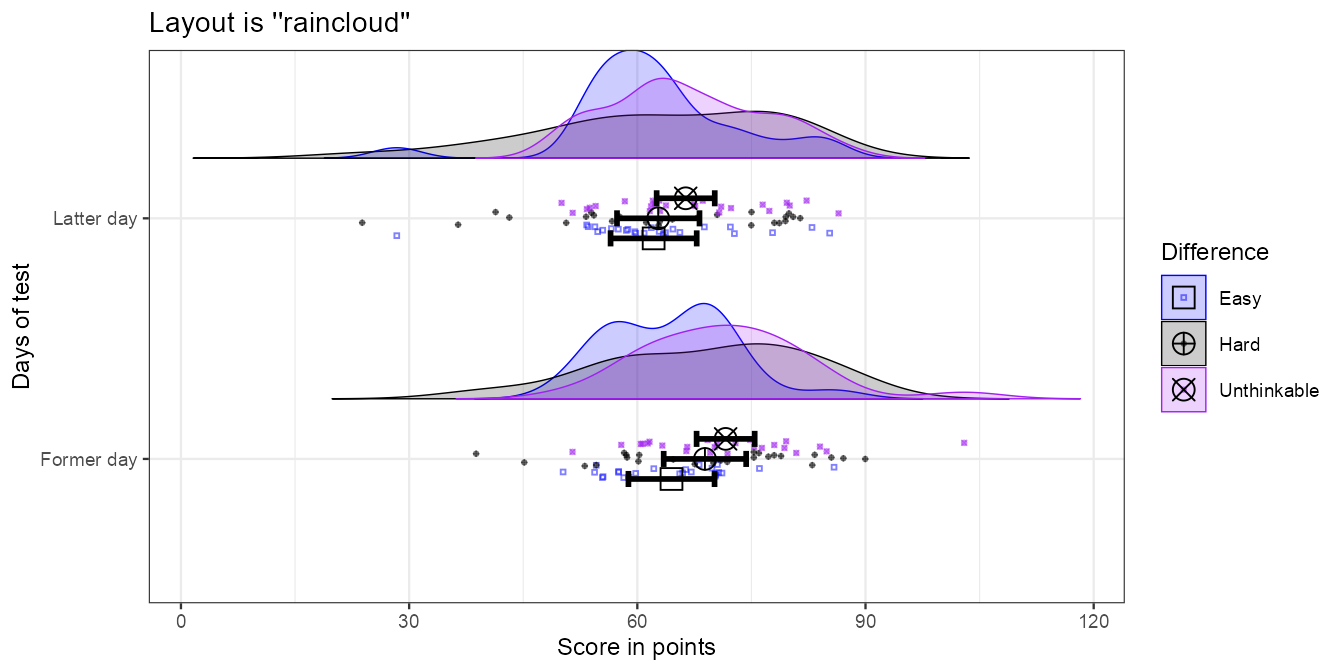 Layout is ''raincloud''
Days of test
Latter day
Former day
0 30 60 90 120
Score in points
Difference
Easy
Hard
Unthinkable